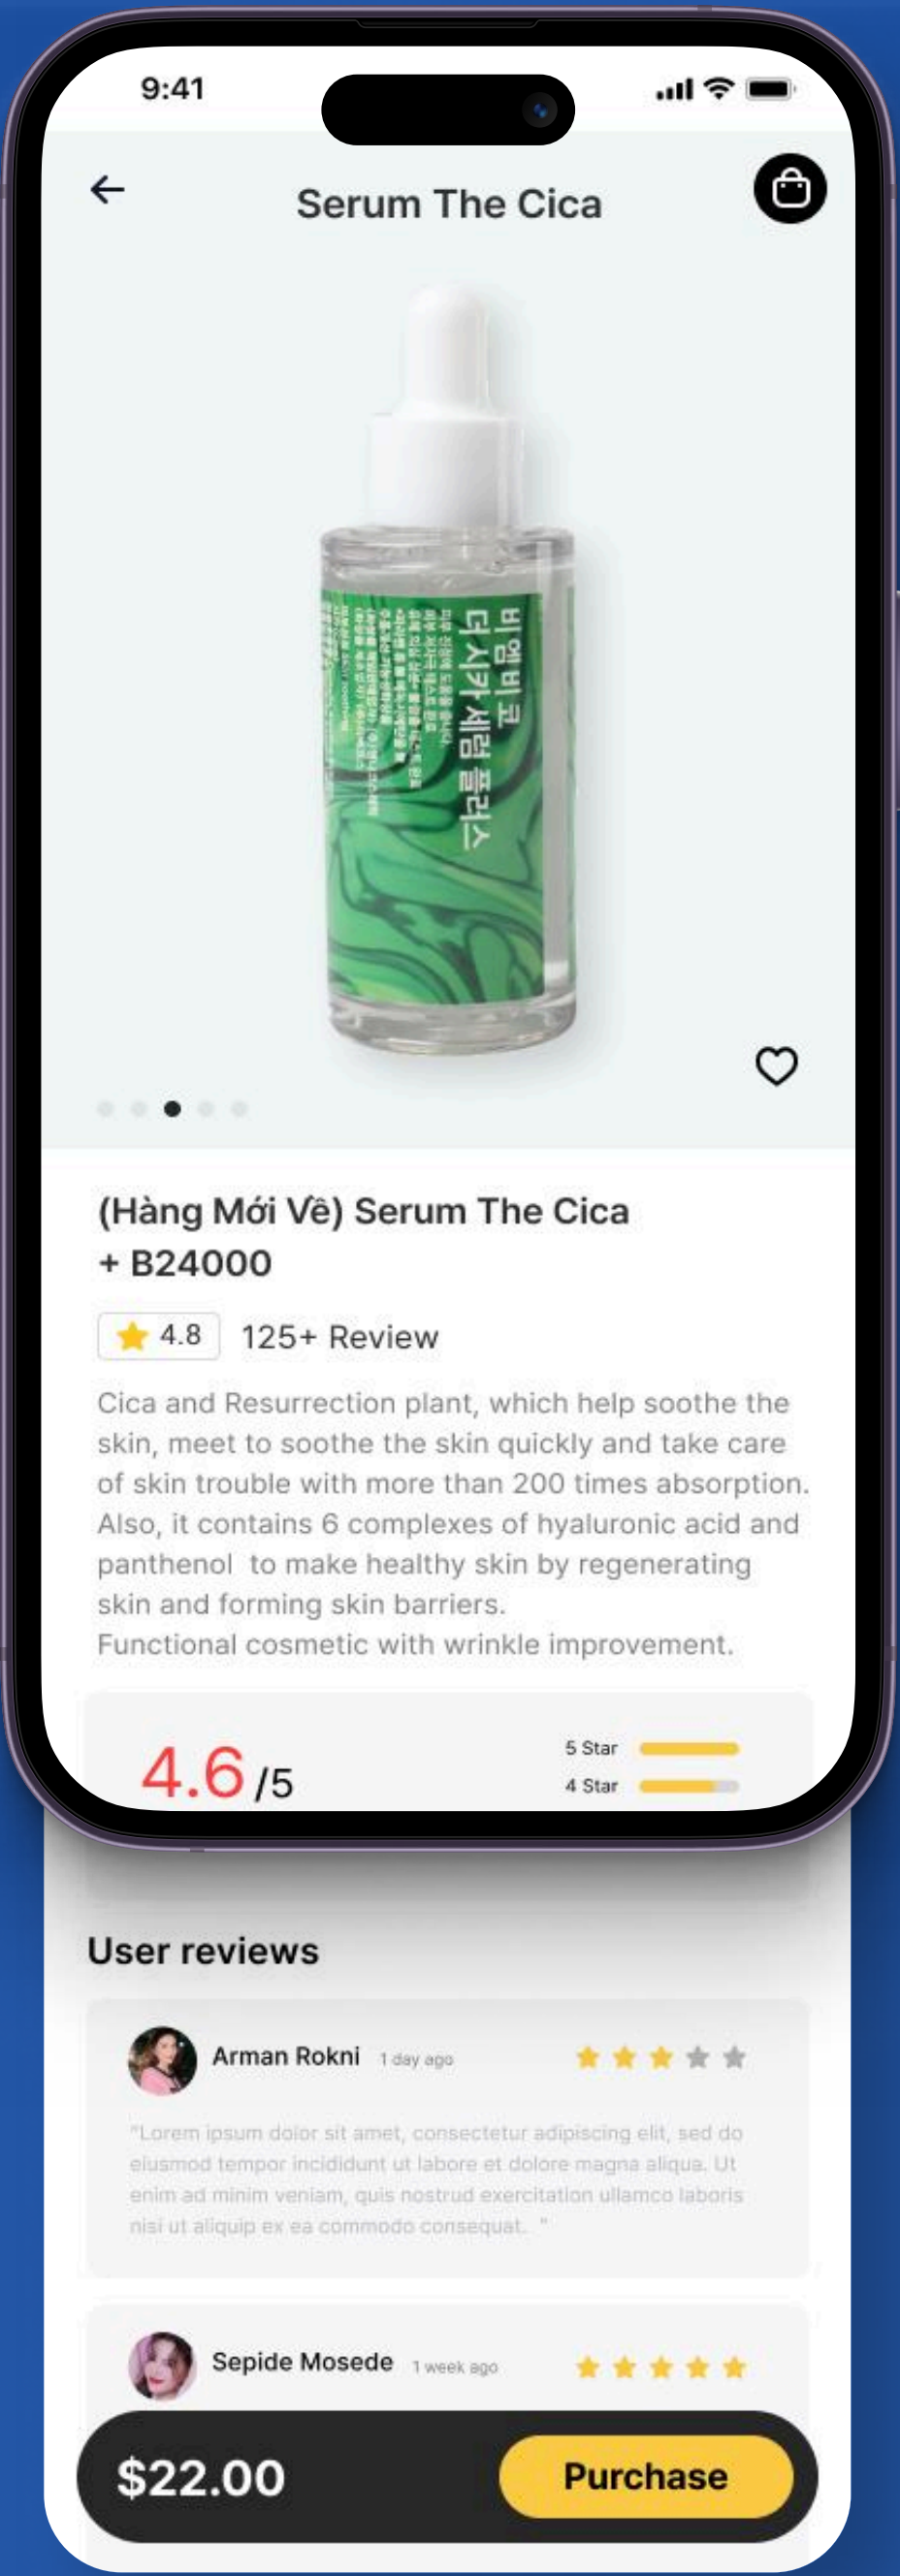 9:41
Serum The Cica
비엠비 코
더 시카 세럼 플러스
(Hàng Mới Về) Serum The Cica
+ B24000
4.8 125+ Review
Cica and Resurrection plant, which help soothe the
skin, meet to soothe the skin quickly and take care
of skin trouble with more than 200 times absorption.
Also, it contains 6 complexes of hyaluronic acid and
panthenol to make healthy skin by regenerating
skin and forming skin barriers.
Functional cosmetic with wrinkle improvement.
4.6 /5
5 Star
4 Star
User reviews
Arman Rokni 1 day ago
"Lorem ipsum dolor sit amet, consectetur adipiscing elit, sed do
eiusmod tempor incididunt ut labore et dolore magna aliqua. Ut
enim ad minim veniam, quis nostrud exercitation ullamco laboris
nisi ut aliquip ex ea commodo consequat. "
Sepide Mosede 1 week ago
$22.00 Purchase